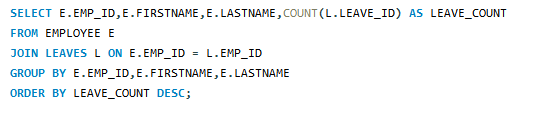 SELECT E.EMP_ID,E.FIRSTNAME,E.LASTNAME,COUNT(L.LEAVE_ID) AS LEAVE_COUNT
FROM EMPLOYEE E
JOIN LEAVES L ON E.EMP_ID = L.EMP_ID
GROUP BY E.EMP_ID,E.FIRSTNAME,E.LASTNAME
ORDER BY LEAVE_COUNT DESC;